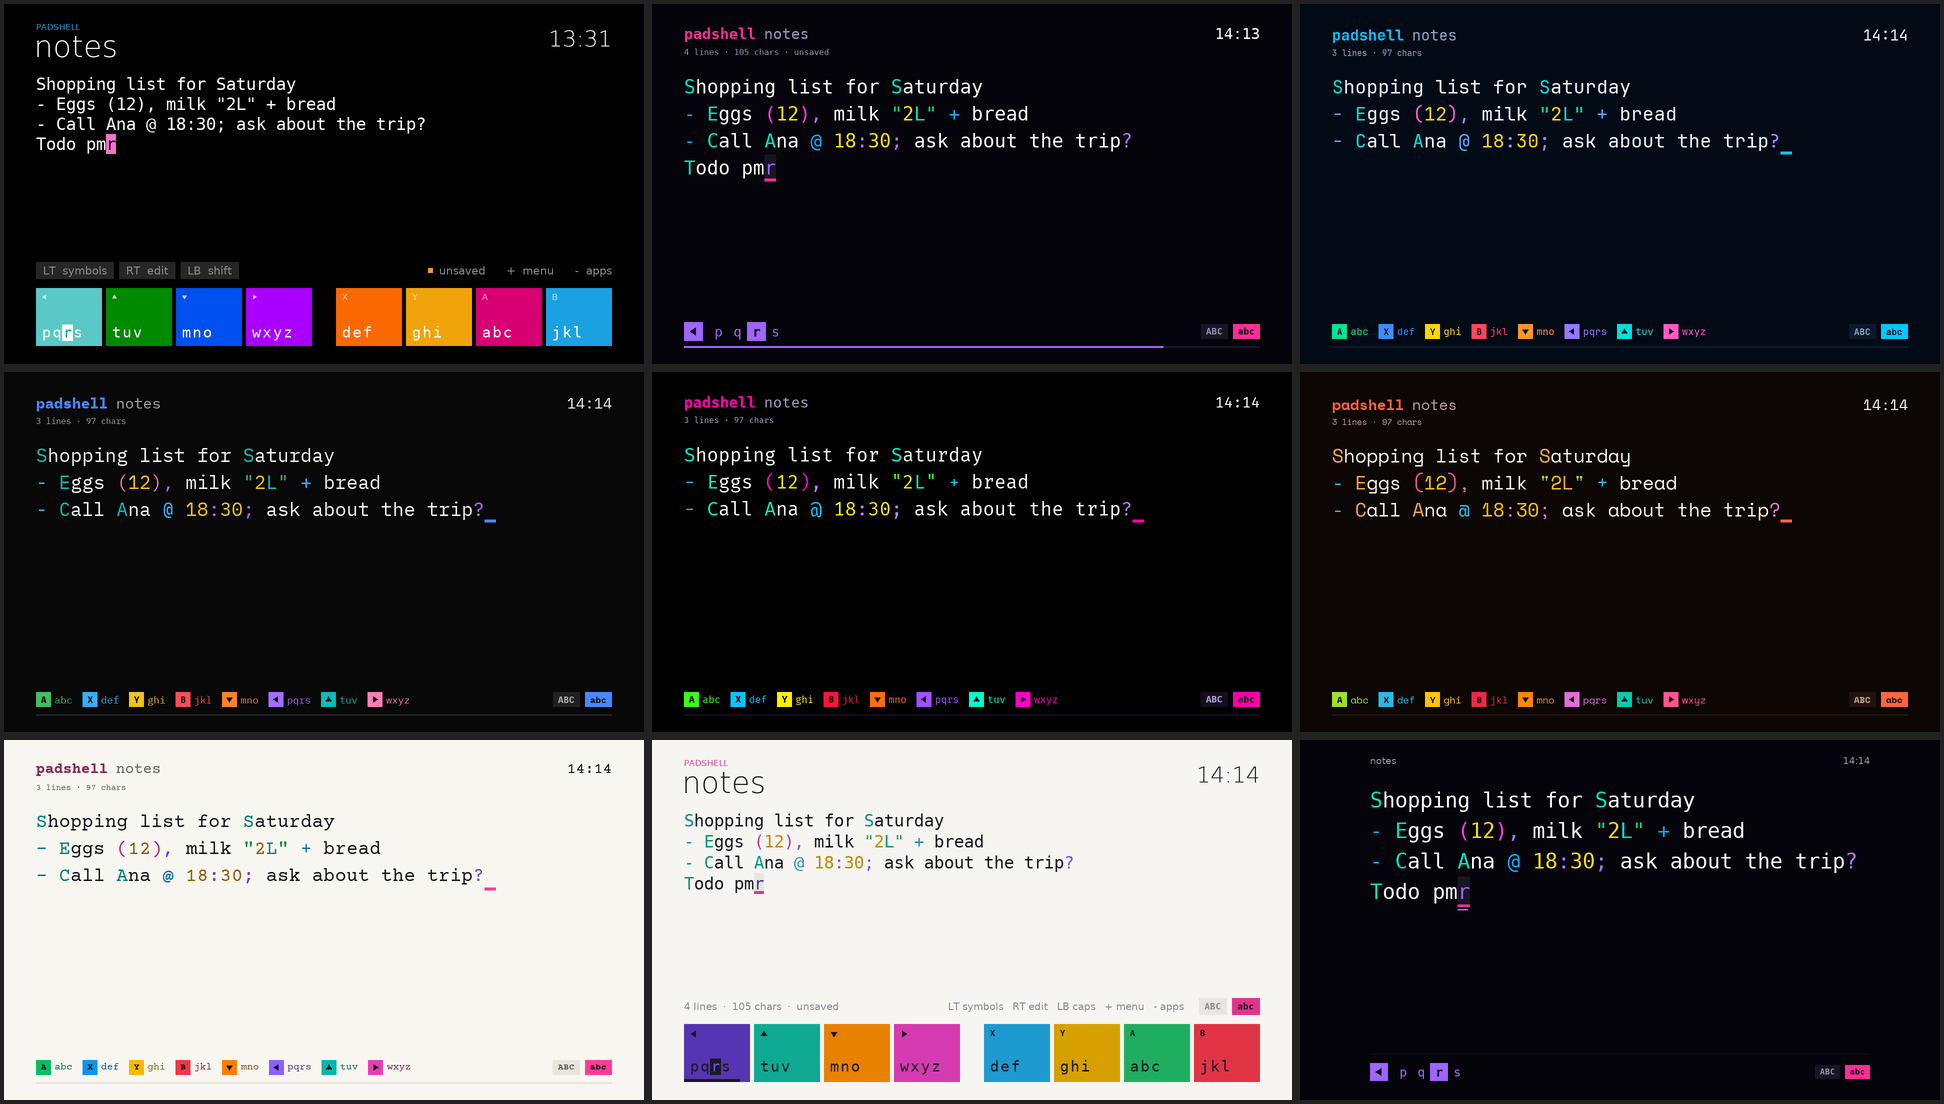 PADSHELL
notes
13:31
Shopping list for Saturday
- Eggs (12), milk "2L" + bread
- Call Ana @ 18:30; ask about the trip?
Todo pmr
LT symbols RT edit LB shift
unsaved + menu - apps
pqrs tuv mno wxyz
X def Y ghi A abc B jkl
padshell notes
14:13
4 lines · 105 chars · unsaved
Shopping list for Saturday
- Eggs (12), milk "2L" + bread
- Call Ana @ 18:30; ask about the trip?
Todo pmr
p q r s
ABC abc
padshell notes
14:14
3 lines · 97 chars
Shopping list for Saturday
- Eggs (12), milk "2L" + bread
- Call Ana @ 18:30; ask about the trip?_
A abc X def Y ghi B jkl mno pqrs tuv wxyz
ABC abc
padshell notes
14:14
3 lines · 97 chars
Shopping list for Saturday
- Eggs (12), milk "2L" + bread
- Call Ana @ 18:30; ask about the trip?_
A abc X def Y ghi B jkl mno pqrs tuv wxyz
ABC abc
padshell notes
14:14
3 lines · 97 chars
Shopping list for Saturday
- Eggs (12), milk "2L" + bread
- Call Ana @ 18:30; ask about the trip?_
A abc X def Y ghi B jkl mno pqrs tuv wxyz
ABC abc
padshell notes
14:14
3 lines · 97 chars
Shopping list for Saturday
- Eggs (12), milk "2L" + bread
- Call Ana @ 18:30; ask about the trip?_
A abc X def Y ghi B jkl mno pqrs tuv wxyz
ABC abc
padshell notes
14:14
3 lines · 97 chars
Shopping list for Saturday
- Eggs (12), milk "2L" + bread
- Call Ana @ 18:30; ask about the trip?_
A abc X def Y ghi B jkl mno pqrs tuv wxyz
ABC abc
PADSHELL
notes
14:14
Shopping list for Saturday
- Eggs (12), milk "2L" + bread
- Call Ana @ 18:30; ask about the trip?
Todo pmr
4 lines · 105 chars · unsaved
LT symbols RT edit LB caps + menu - apps ABC abc
pqrs tuv mno wxyz
X def Y ghi A abc B jkl
notes
14:14
Shopping list for Saturday
- Eggs (12), milk "2L" + bread
- Call Ana @ 18:30; ask about the trip?
Todo pmr
p q r s
ABC abc